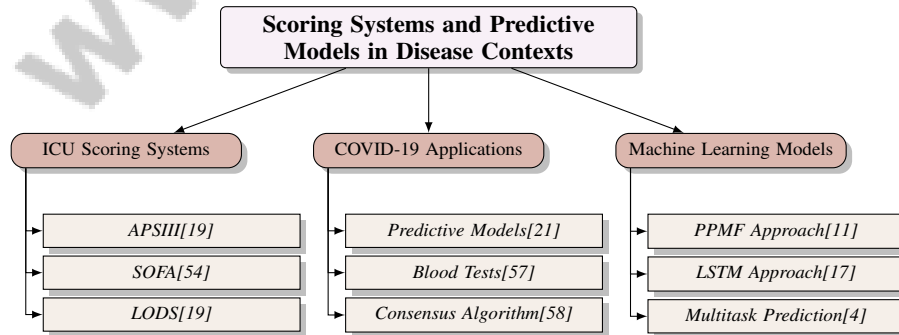 Scoring Systems and Predictive
Models in Disease Contexts
ICU Scoring Systems
COVID-19 Applications
Machine Learning Models
APSIII[19]
Predictive Models[21]
PPMF Approach[11]
SOFA[54]
Blood Tests[57]
LSTM Approach[17]
LODS[19]
Consensus Algorithm[58]
Multitask Prediction[4]